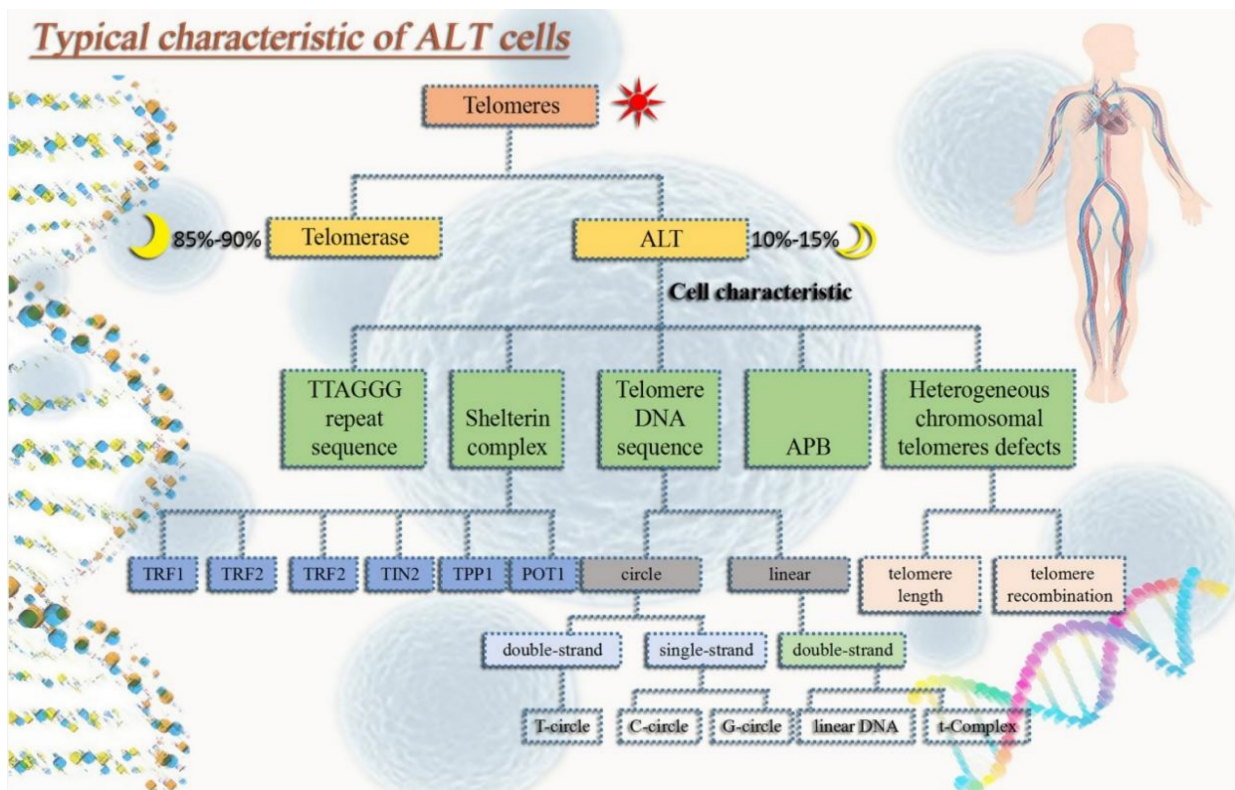 Typical characteristic of ALT cells
Telomeres
85%-90%
Telomerase
ALT
10%-15%
Cell characteristic
TTAGGG
repeat
sequence
Shelterin
complex
Telomere
DNA
sequence
APB
Heterogeneous
chromosomal
telomeres defects
TRF1
TRF2
TRF2
TIN2
TPP1
POT1
circle
linear
telomere
length
telomere
recombination
double-strand
single-strand
double-strand
T-circle
C-circle
G-circle
linear DNA
t-Complex